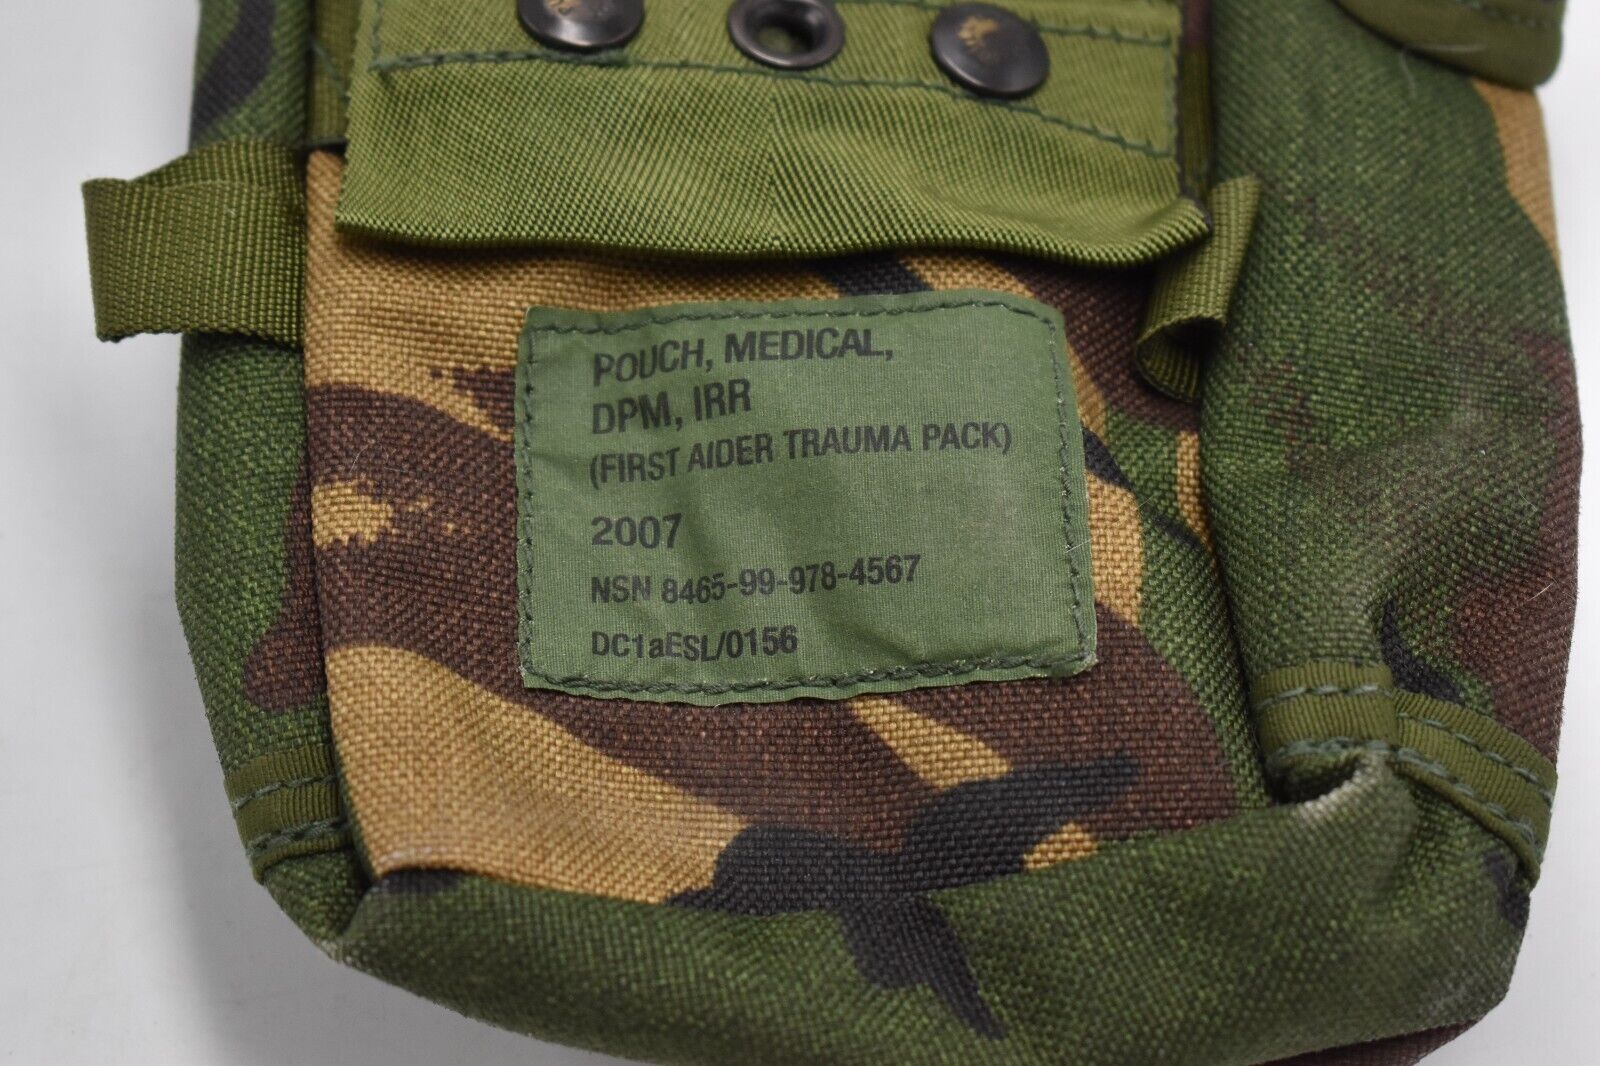 POUCH, MEDICAL,
DPM, IRR
(FIRST AIDER TRAUMA PACK)
2007
NSN 8465-99-978-4567
DC1aESL/0156